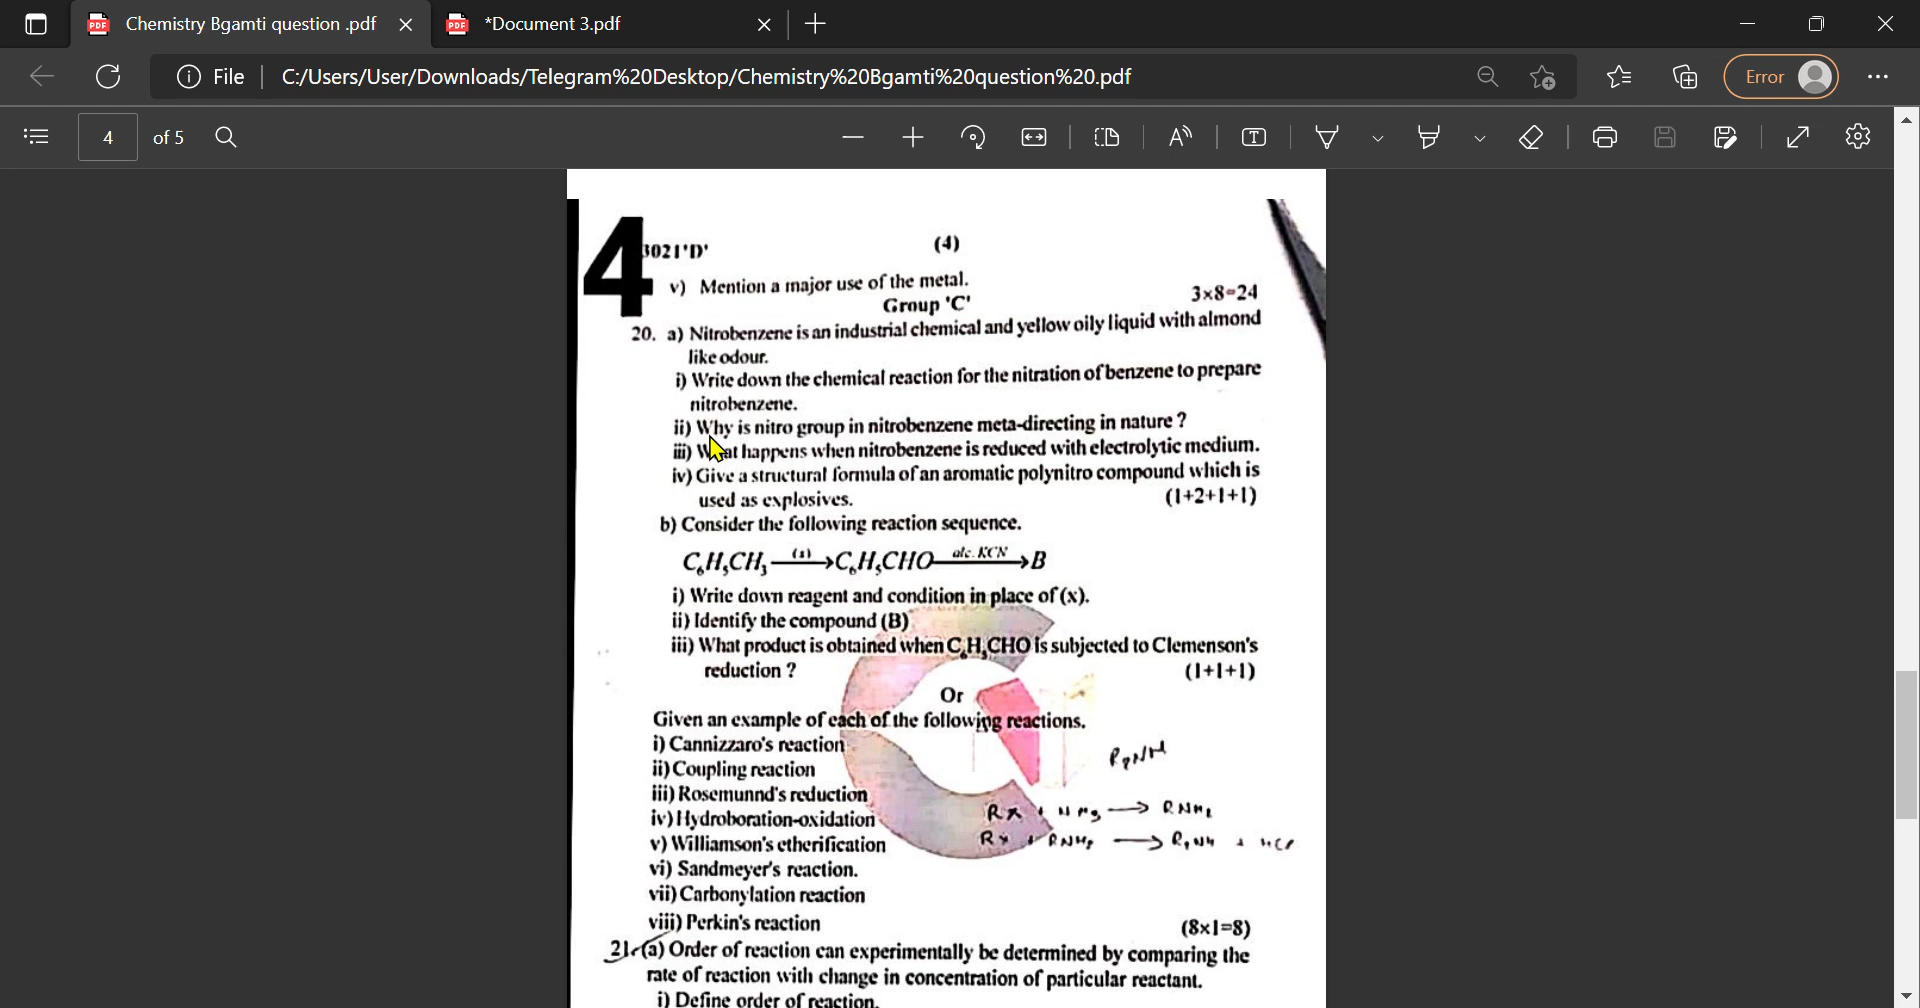 Chemistry Bgamti question .pdf
*Document 3.pdf
File
C:/Users/User/Downloads/Telegram%20Desktop/Chemistry%20Bgamti%20question%20.pdf
Error
4 of 5
4
3021'D' (4)
v) Mention a major use of the metal.
Group 'C' 3×8=24
20. a) Nitrobenzene is an industrial chemical and yellow oily liquid with almond
like odour.
i) Write down the chemical reaction for the nitration of benzene to prepare
nitrobenzene.
ii) Why is nitro group in nitrobenzene meta-directing in nature ?
iii) What happens when nitrobenzene is reduced with electrolytic medium.
iv) Give a structural formula of an aromatic polynitro compound which is
used as explosives. (1+2+1+1)
b) Consider the following reaction sequence.
C₆H₅CH₃ —(x)→ C₆H₅CHO —alc. KCN→ B
i) Write down reagent and condition in place of (x).
ii) Identify the compound (B)
iii) What product is obtained when C₆H₅CHO is subjected to Clemenson's
reduction ? (1+1+1)
Or
Given an example of each of the following reactions.
i) Cannizzaro's reaction
R₂NH
ii) Coupling reaction
iii) Rosemunnd's reduction
RX + NH₃ → RNH₂
iv) Hydroboration-oxidation
RX + RNH₂ → R₂NH + HCl
v) Williamson's etherification
vi) Sandmeyer's reaction.
vii) Carbonylation reaction
viii) Perkin's reaction (8×1=8)
21. (a) Order of reaction can experimentally be determined by comparing the
rate of reaction with change in concentration of particular reactant.
i) Define order of reaction.